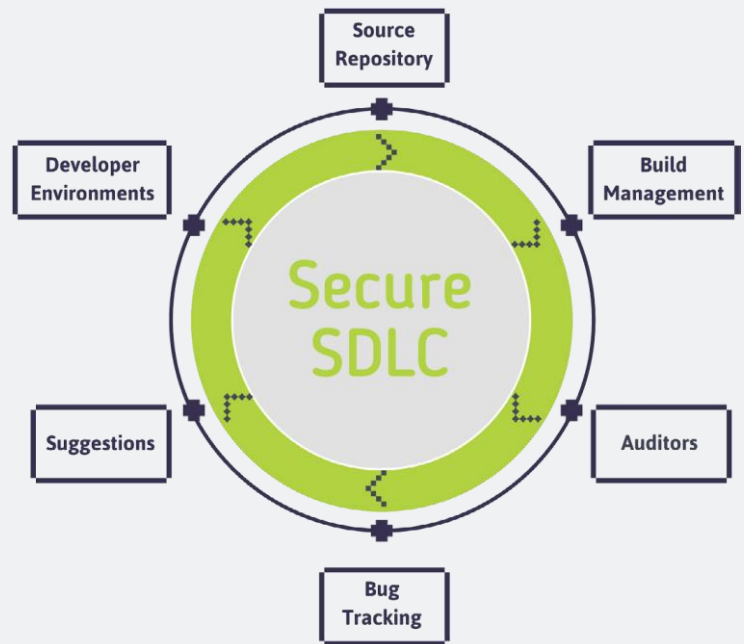 Source
Repository
Developer
Environments
Build
Management
Secure
SDLC
Suggestions
Auditors
Bug
Tracking